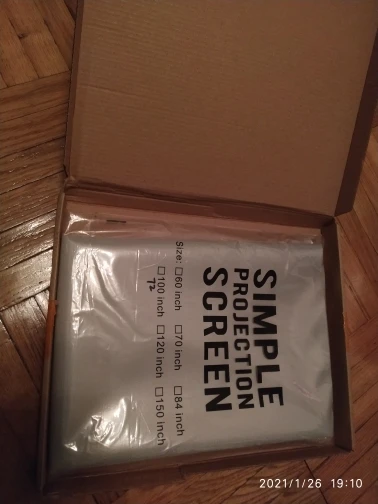 SIMPLE
PROJECTION
SCREEN
Size: □60 inch □70 inch □84 inch
□100 inch □120 inch □150 inch
72
2021/1/26 19:10